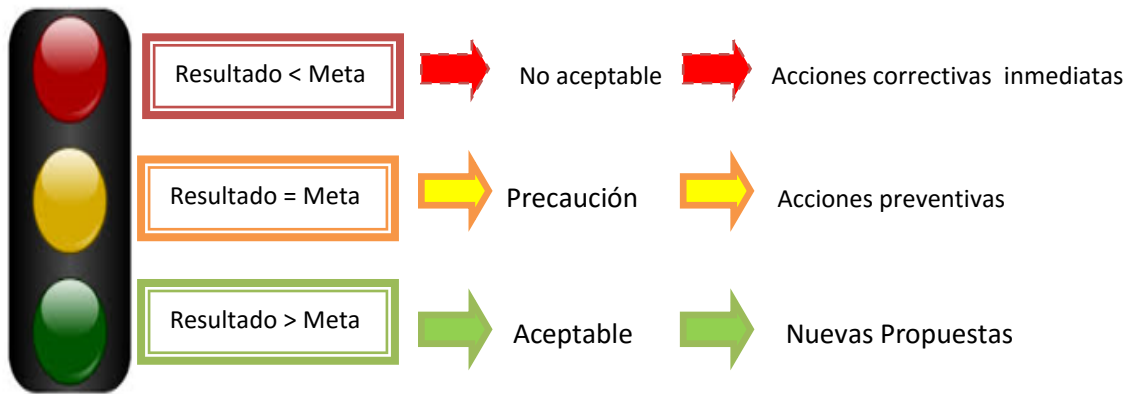 Resultado < Meta
No aceptable
Acciones correctivas inmediatas
Resultado = Meta
Precaución
Acciones preventivas
Resultado > Meta
Aceptable
Nuevas Propuestas